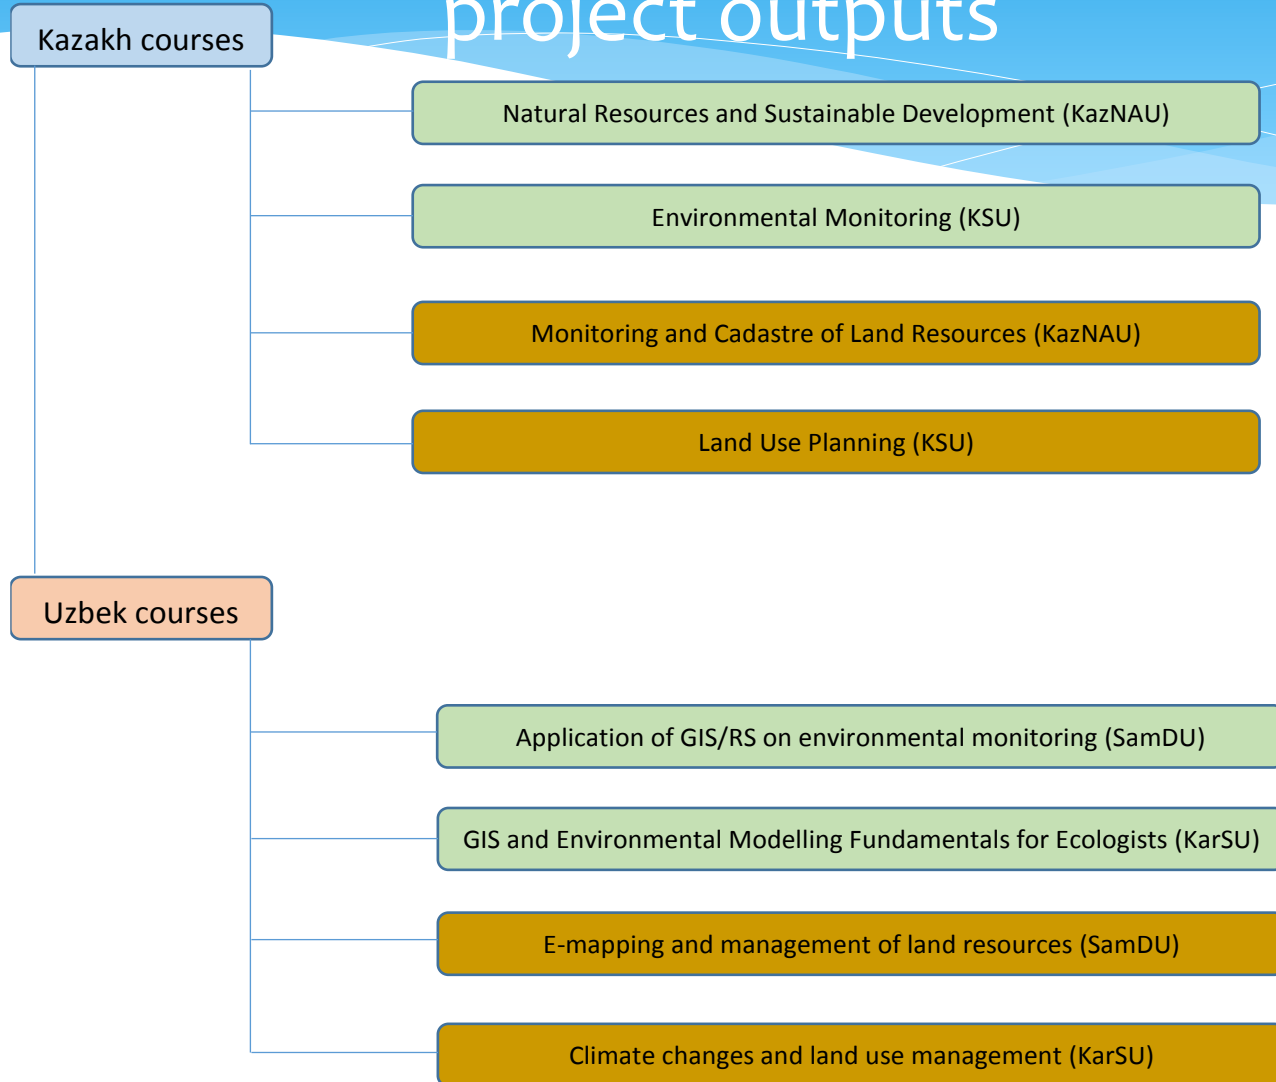 project outputs
Kazakh courses
Natural Resources and Sustainable Development (KazNAU)
Environmental Monitoring (KSU)
Monitoring and Cadastre of Land Resources (KazNAU)
Land Use Planning (KSU)
Uzbek courses
Application of GIS/RS on environmental monitoring (SamDU)
GIS and Environmental Modelling Fundamentals for Ecologists (KarSU)
E-mapping and management of land resources (SamDU)
Climate changes and land use management (KarSU)